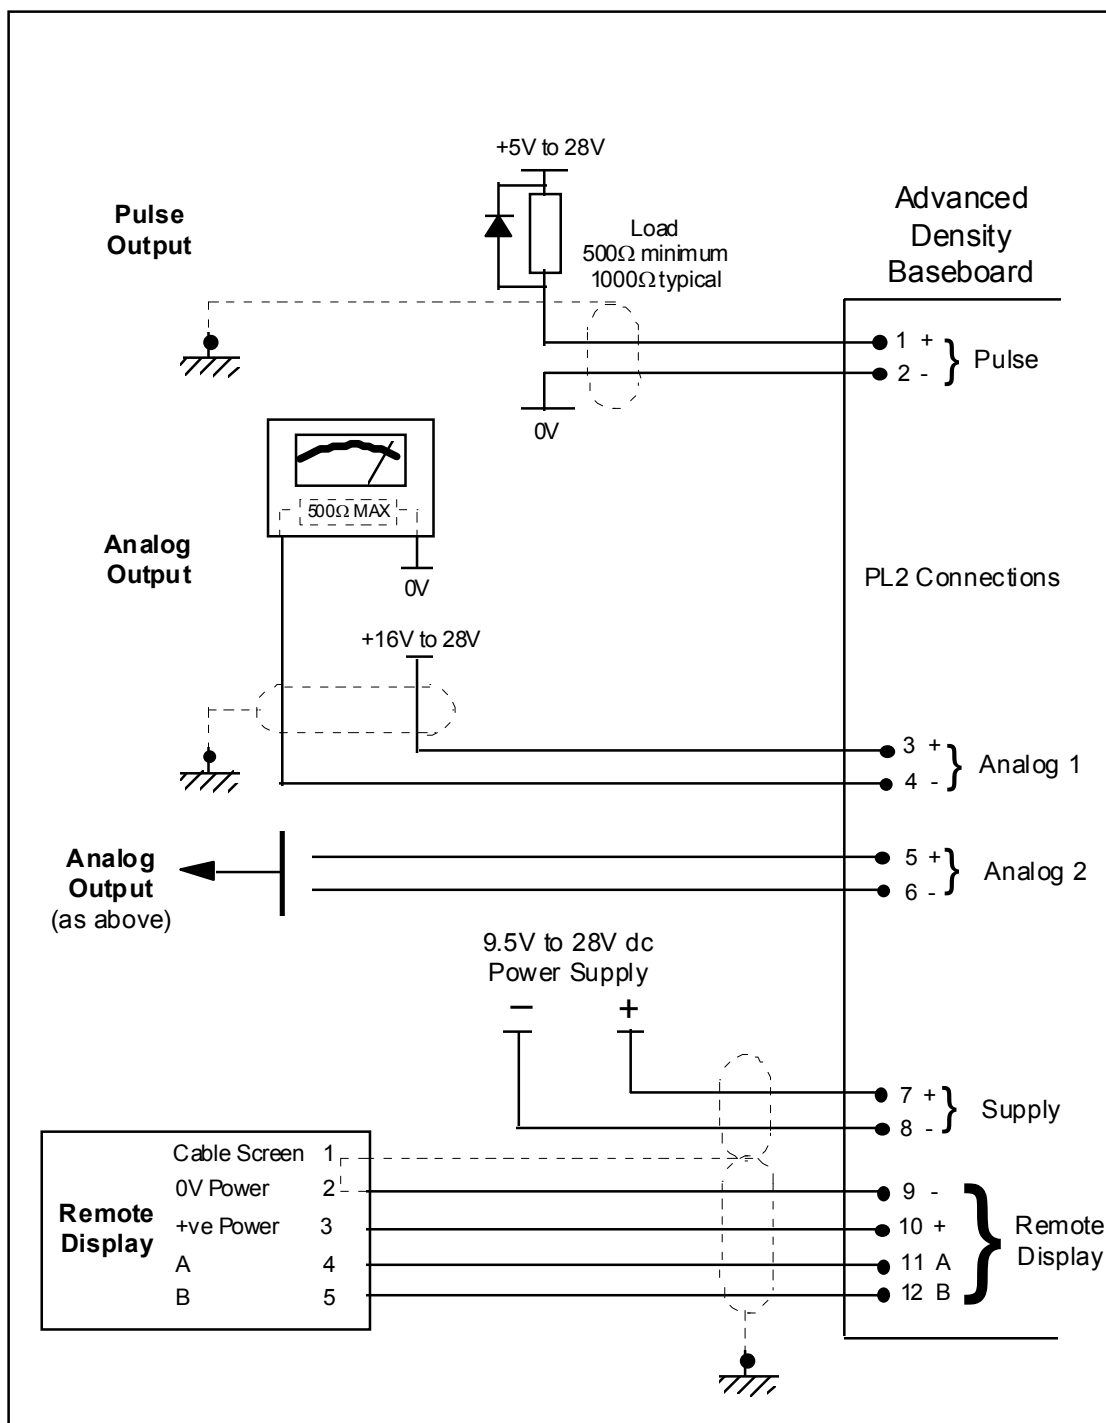 +5V to 28V
Pulse
Output
Load
500Ω minimum
1000Ω typical
Advanced
Density
Baseboard
1 +
2 -
} Pulse
0V
500Ω MAX
Analog
Output
0V
PL2 Connections
+16V to 28V
3 +
4 -
} Analog 1
Analog
Output
(as above)
5 +
6 -
} Analog 2
9.5V to 28V dc
Power Supply
− +
7 +
8 -
} Supply
Remote
Display
Cable Screen 1
0V Power 2
+ve Power 3
A 4
B 5
9 -
10 +
11 A
12 B
} Remote
Display